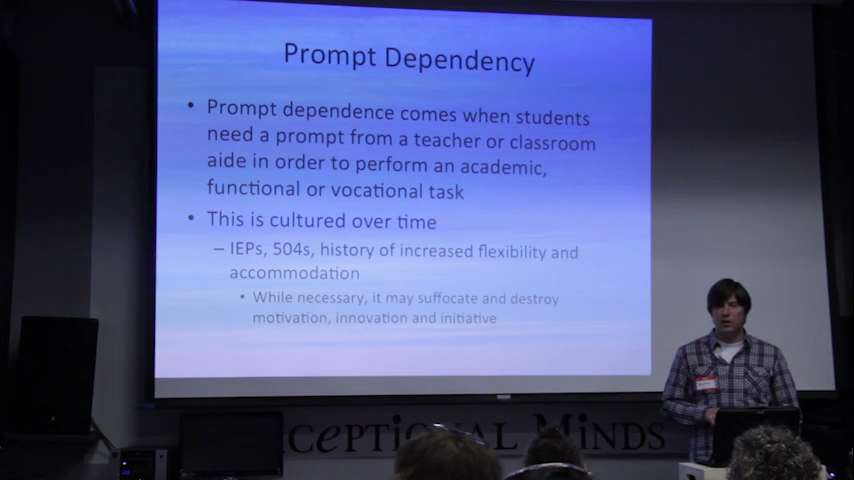 Prompt Dependency
• Prompt dependence comes when students
need a prompt from a teacher or classroom
aide in order to perform an academic,
functional or vocational task
• This is cultured over time
– IEPs, 504s, history of increased flexibility and
accommodation
• While necessary, it may suffocate and destroy
motivation, innovation and initiative
CEPTiONAL MiNDS